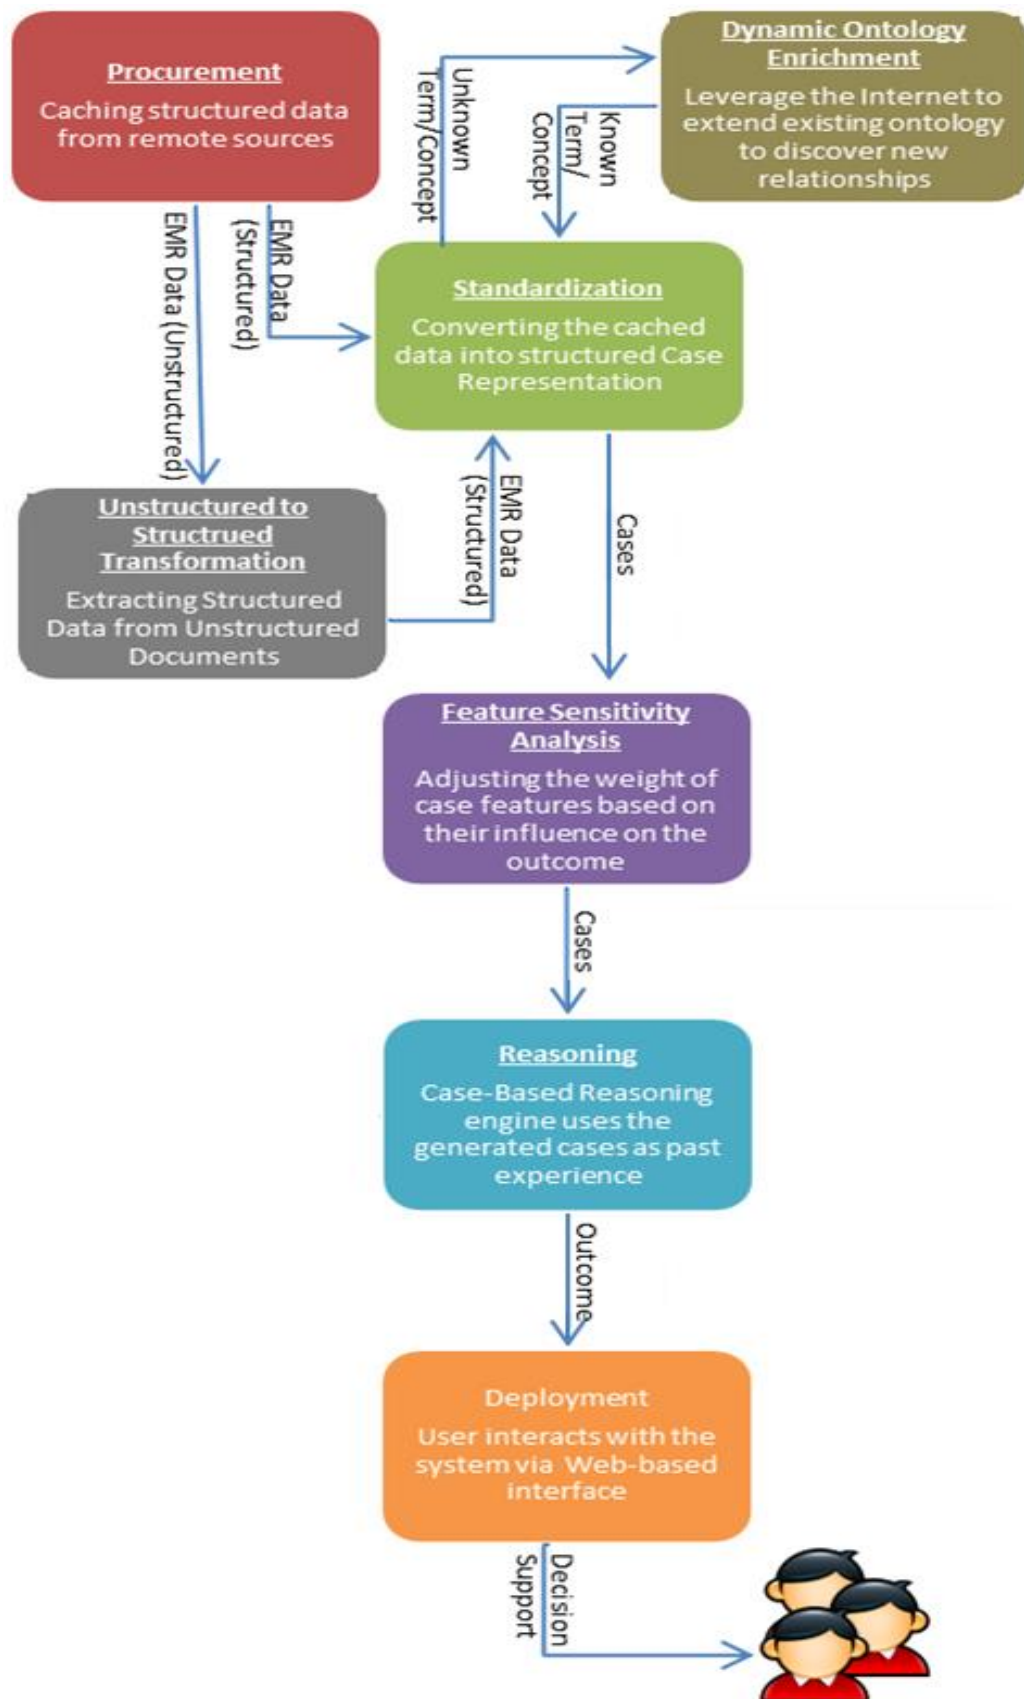 Procurement
Caching structured data
from remote sources
Dynamic Ontology
Enrichment
Leverage the Internet to
extend existing ontology
to discover new
relationships
Unknown
Term/Concept
Known
Term/
Concept
EMR Data (Unstructured)
EMR Data
(Structured)
Standardization
Converting the cached
data into structured Case
Representation
Unstructured to
Structrued
Transformation
Extracting Structured
Data from Unstructured
Documents
EMR Data
(Structured)
Cases
Feature Sensitivity
Analysis
Adjusting the weight of
case features based on
their influence on the
outcome
Cases
Reasoning
Case-Based Reasoning
engine uses the
generated cases as past
experience
Outcome
Deployment
User interacts with the
system via Web-based
interface
Decision
Support